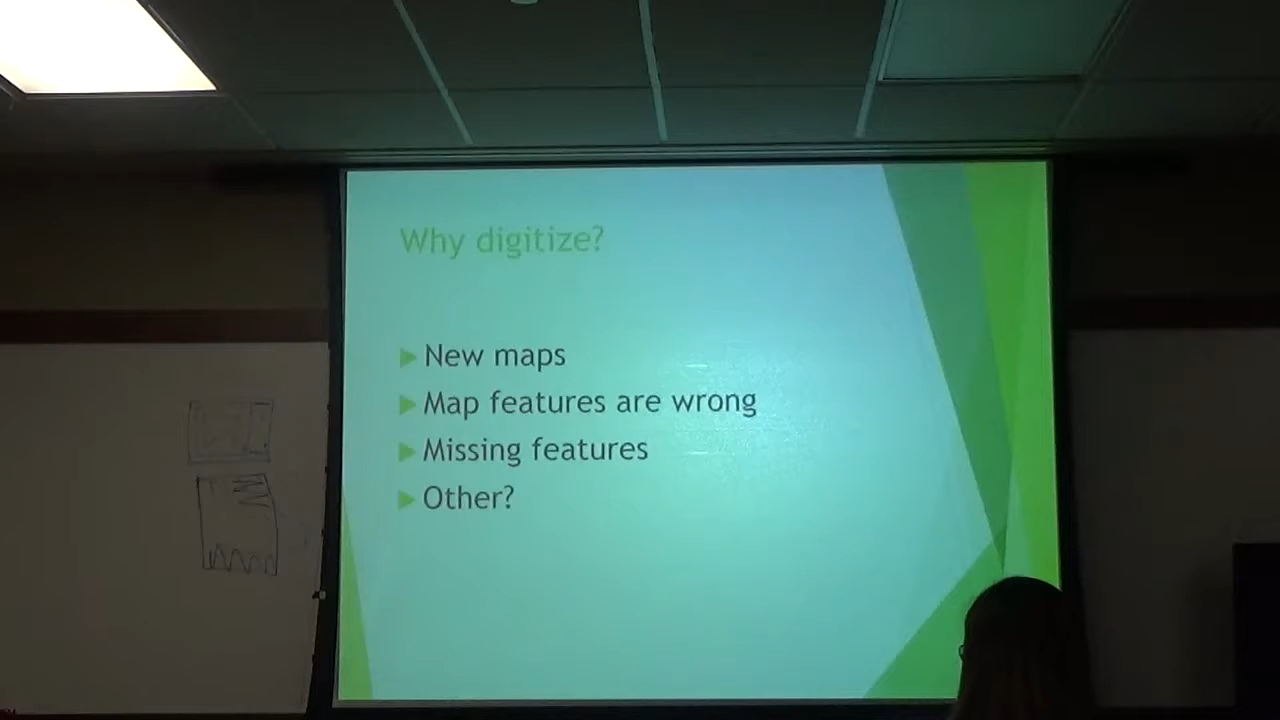 Why digitize?
New maps
Map features are wrong
Missing features
Other?